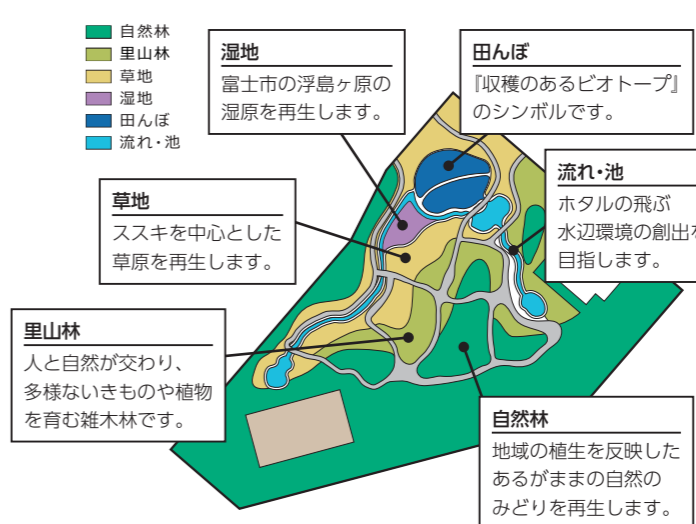 自然林
里山林
草地
湿地
田んぼ
流れ・池
湿地
富士市の浮島ヶ原の
湿原を再生します。
田んぼ
『収穫のあるビオトープ』
のシンボルです。
草地
ススキを中心とした
草原を再生します。
流れ・池
ホタルの飛ぶ
水辺環境の創出を
目指します。
里山林
人と自然が交わり、
多様ないきものや植物
を育む雑木林です。
自然林
地域の植生を反映した
あるがままの自然の
みどりを再生します。